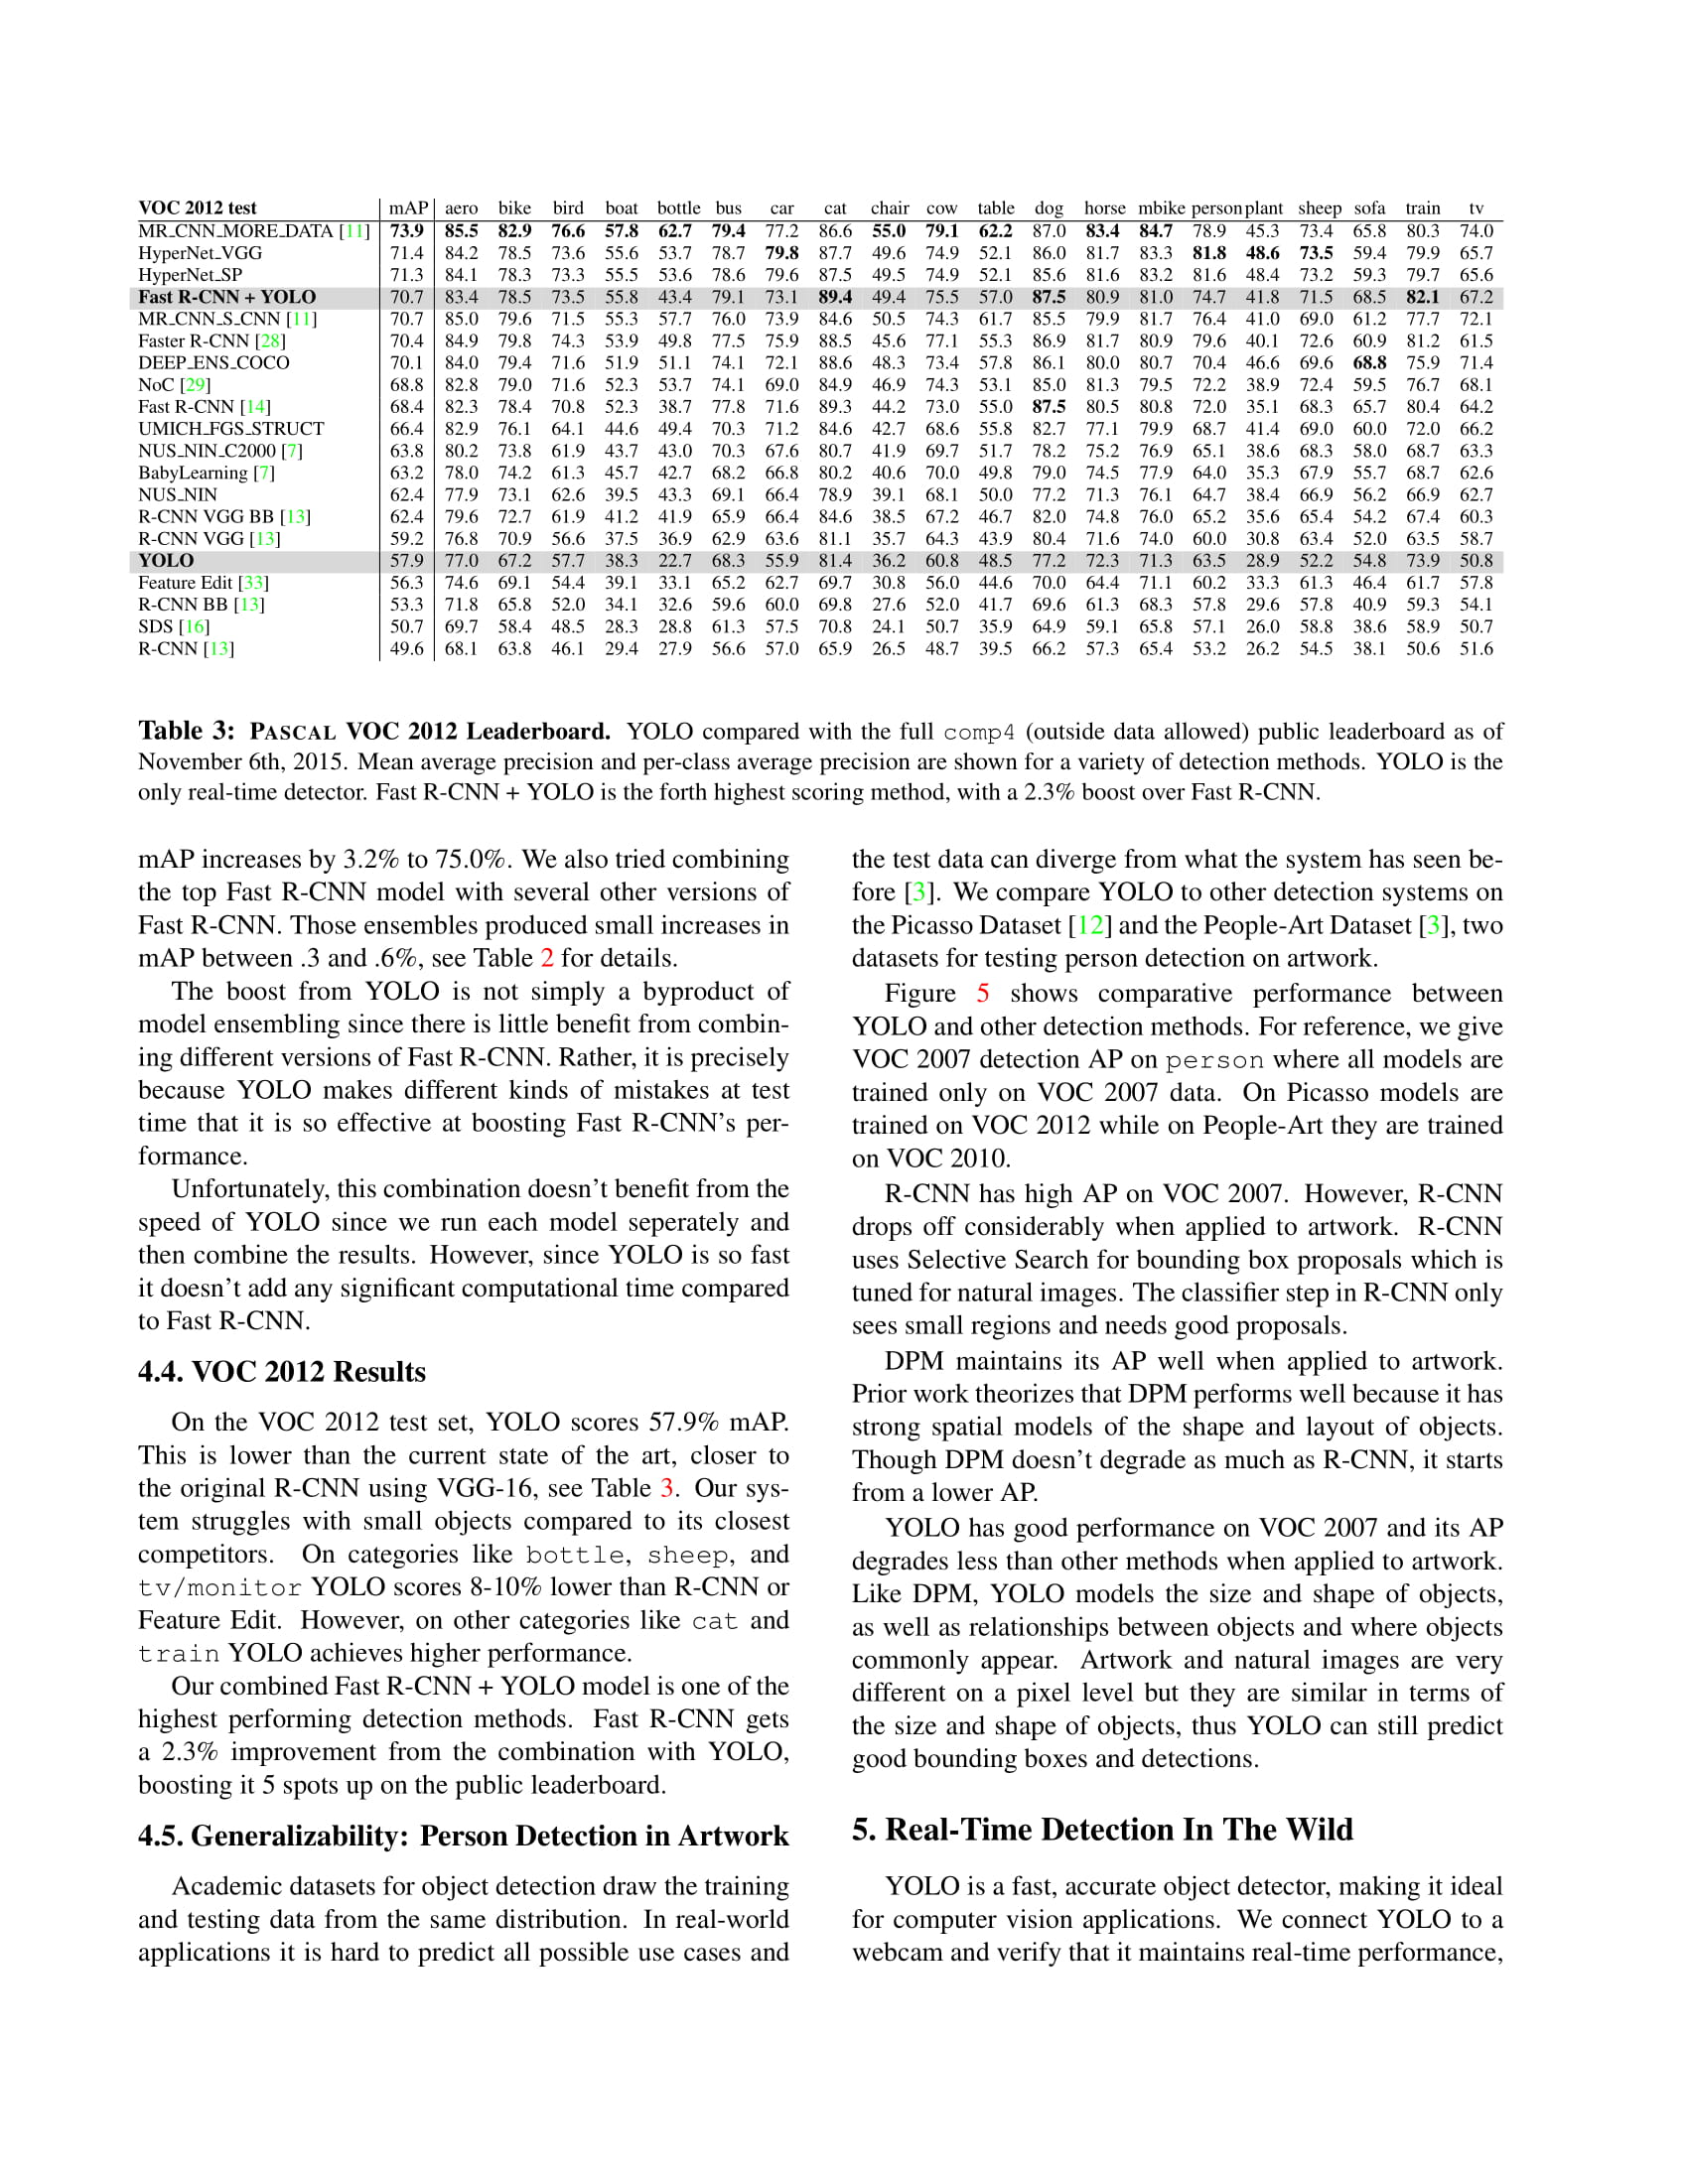 VOC 2012 test mAP aero bike bird boat bottle bus car cat chair cow table dog horse mbike person plant sheep sofa train tv
MR_CNN_MORE_DATA [11] 73.9 85.5 82.9 76.6 57.8 62.7 79.4 77.2 86.6 55.0 79.1 62.2 87.0 83.4 84.7 78.9 45.3 73.4 65.8 80.3 74.0
HyperNet_VGG 71.4 84.2 78.5 73.6 55.6 53.7 78.7 79.8 87.7 49.6 74.9 52.1 86.0 81.7 83.3 81.8 48.6 73.5 59.4 79.9 65.7
HyperNet_SP 71.3 84.1 78.3 73.3 55.5 53.6 78.6 79.6 87.5 49.5 74.9 52.1 85.6 81.6 83.2 81.6 48.4 73.2 59.3 79.7 65.6
Fast R-CNN + YOLO 70.7 83.4 78.5 73.5 55.8 43.4 79.1 73.1 89.4 49.4 75.5 57.0 87.5 80.9 81.0 74.7 41.8 71.5 68.5 82.1 67.2
MR_CNN_S_CNN [11] 70.7 85.0 79.6 71.5 55.3 57.7 76.0 73.9 84.6 50.5 74.3 61.7 85.5 79.9 81.7 76.4 41.0 69.0 61.2 77.7 72.1
Faster R-CNN [28] 70.4 84.9 79.8 74.3 53.9 49.8 77.5 75.9 88.5 45.6 77.1 55.3 86.9 81.7 80.9 79.6 40.1 72.6 60.9 81.2 61.5
DEEP_ENS_COCO 70.1 84.0 79.4 71.6 51.9 51.1 74.1 72.1 88.6 48.3 73.4 57.8 86.1 80.0 80.7 70.4 46.6 69.6 68.8 75.9 71.4
NoC [29] 68.8 82.8 79.0 71.6 52.3 53.7 74.1 69.0 84.9 46.9 74.3 53.1 85.0 81.3 79.5 72.2 38.9 72.4 59.5 76.7 68.1
Fast R-CNN [14] 68.4 82.3 78.4 70.8 52.3 38.7 77.8 71.6 89.3 44.2 73.0 55.0 87.5 80.5 80.8 72.0 35.1 68.3 65.7 80.4 64.2
UMICH_FGS_STRUCT 66.4 82.9 76.1 64.1 44.6 49.4 70.3 71.2 84.6 42.7 68.6 55.8 82.7 77.1 79.9 68.7 41.4 69.0 60.0 72.0 66.2
NUS_NIN_C2000 [7] 63.8 80.2 73.8 61.9 43.7 43.0 70.3 67.6 80.7 41.9 69.7 51.7 78.2 75.2 76.9 65.1 38.6 68.3 58.0 68.7 63.3
BabyLearning [7] 63.2 78.0 74.2 61.3 45.7 42.7 68.2 66.8 80.2 40.6 70.0 49.8 79.0 74.5 77.9 64.0 35.3 67.9 55.7 68.7 62.6
NUS_NIN 62.4 77.9 73.1 62.6 39.5 43.3 69.1 66.4 78.9 39.1 68.1 50.0 77.2 71.3 76.1 64.7 38.4 66.9 56.2 66.9 62.7
R-CNN VGG BB [13] 62.4 79.6 72.7 61.9 41.2 41.9 65.9 66.4 84.6 38.5 67.2 46.7 82.0 74.8 76.0 65.2 35.6 65.4 54.2 67.4 60.3
R-CNN VGG [13] 59.2 76.8 70.9 56.6 37.5 36.9 62.9 63.6 81.1 35.7 64.3 43.9 80.4 71.6 74.0 60.0 30.8 63.4 52.0 63.5 58.7
YOLO 57.9 77.0 67.2 57.7 38.3 22.7 68.3 55.9 81.4 36.2 60.8 48.5 77.2 72.3 71.3 63.5 28.9 52.2 54.8 73.9 50.8
Feature Edit [33] 56.3 74.6 69.1 54.4 39.1 33.1 65.2 62.7 69.7 30.8 56.0 44.6 70.0 64.4 71.1 60.2 33.3 61.3 46.4 61.7 57.8
R-CNN BB [13] 53.3 71.8 65.8 52.0 34.1 32.6 59.6 60.0 69.8 27.6 52.0 41.7 69.6 61.3 68.3 57.8 29.6 57.8 40.9 59.3 54.1
SDS [16] 50.7 69.7 58.4 48.5 28.3 28.8 61.3 57.5 70.8 24.1 50.7 35.9 64.9 59.1 65.8 57.1 26.0 58.8 38.6 58.9 50.7
R-CNN [13] 49.6 68.1 63.8 46.1 29.4 27.9 56.6 57.0 65.9 26.5 48.7 39.5 66.2 57.3 65.4 53.2 26.2 54.5 38.1 50.6 51.6
Table 3: PASCAL VOC 2012 Leaderboard. YOLO compared with the full comp4 (outside data allowed) public leaderboard as of
November 6th, 2015. Mean average precision and per-class average precision are shown for a variety of detection methods. YOLO is the
only real-time detector. Fast R-CNN + YOLO is the forth highest scoring method, with a 2.3% boost over Fast R-CNN.
mAP increases by 3.2% to 75.0%. We also tried combining
the top Fast R-CNN model with several other versions of
Fast R-CNN. Those ensembles produced small increases in
mAP between .3 and .6%, see Table 2 for details.
The boost from YOLO is not simply a byproduct of
model ensembling since there is little benefit from combin-
ing different versions of Fast R-CNN. Rather, it is precisely
because YOLO makes different kinds of mistakes at test
time that it is so effective at boosting Fast R-CNN's per-
formance.
Unfortunately, this combination doesn't benefit from the
speed of YOLO since we run each model seperately and
then combine the results. However, since YOLO is so fast
it doesn't add any significant computational time compared
to Fast R-CNN.
4.4. VOC 2012 Results
On the VOC 2012 test set, YOLO scores 57.9% mAP.
This is lower than the current state of the art, closer to
the original R-CNN using VGG-16, see Table 3. Our sys-
tem struggles with small objects compared to its closest
competitors. On categories like bottle, sheep, and
tv/monitor YOLO scores 8-10% lower than R-CNN or
Feature Edit. However, on other categories like cat and
train YOLO achieves higher performance.
Our combined Fast R-CNN + YOLO model is one of the
highest performing detection methods. Fast R-CNN gets
a 2.3% improvement from the combination with YOLO,
boosting it 5 spots up on the public leaderboard.
4.5. Generalizability: Person Detection in Artwork
Academic datasets for object detection draw the training
and testing data from the same distribution. In real-world
applications it is hard to predict all possible use cases and
the test data can diverge from what the system has seen be-
fore [3]. We compare YOLO to other detection systems on
the Picasso Dataset [12] and the People-Art Dataset [3], two
datasets for testing person detection on artwork.
Figure 5 shows comparative performance between
YOLO and other detection methods. For reference, we give
VOC 2007 detection AP on person where all models are
trained only on VOC 2007 data. On Picasso models are
trained on VOC 2012 while on People-Art they are trained
on VOC 2010.
R-CNN has high AP on VOC 2007. However, R-CNN
drops off considerably when applied to artwork. R-CNN
uses Selective Search for bounding box proposals which is
tuned for natural images. The classifier step in R-CNN only
sees small regions and needs good proposals.
DPM maintains its AP well when applied to artwork.
Prior work theorizes that DPM performs well because it has
strong spatial models of the shape and layout of objects.
Though DPM doesn't degrade as much as R-CNN, it starts
from a lower AP.
YOLO has good performance on VOC 2007 and its AP
degrades less than other methods when applied to artwork.
Like DPM, YOLO models the size and shape of objects,
as well as relationships between objects and where objects
commonly appear. Artwork and natural images are very
different on a pixel level but they are similar in terms of
the size and shape of objects, thus YOLO can still predict
good bounding boxes and detections.
5. Real-Time Detection In The Wild
YOLO is a fast, accurate object detector, making it ideal
for computer vision applications. We connect YOLO to a
webcam and verify that it maintains real-time performance,